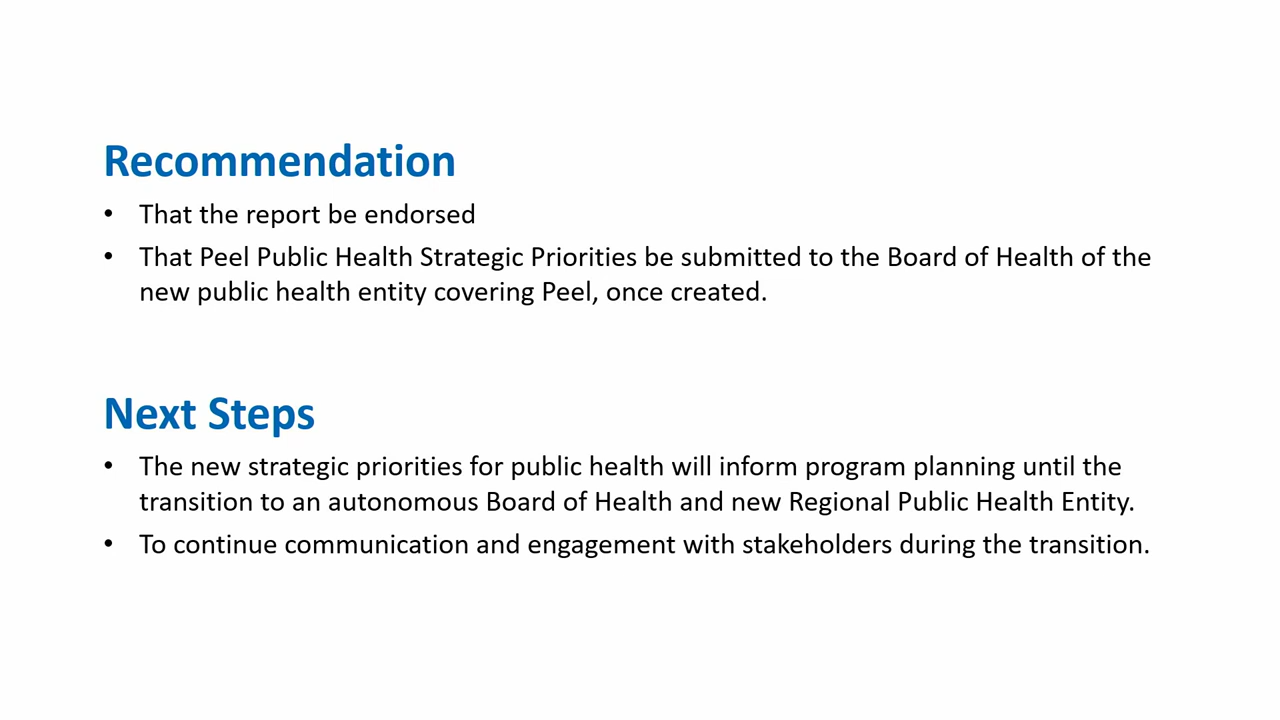 Recommendation
• That the report be endorsed
• That Peel Public Health Strategic Priorities be submitted to the Board of Health of the
new public health entity covering Peel, once created.
Next Steps
• The new strategic priorities for public health will inform program planning until the
transition to an autonomous Board of Health and new Regional Public Health Entity.
• To continue communication and engagement with stakeholders during the transition.